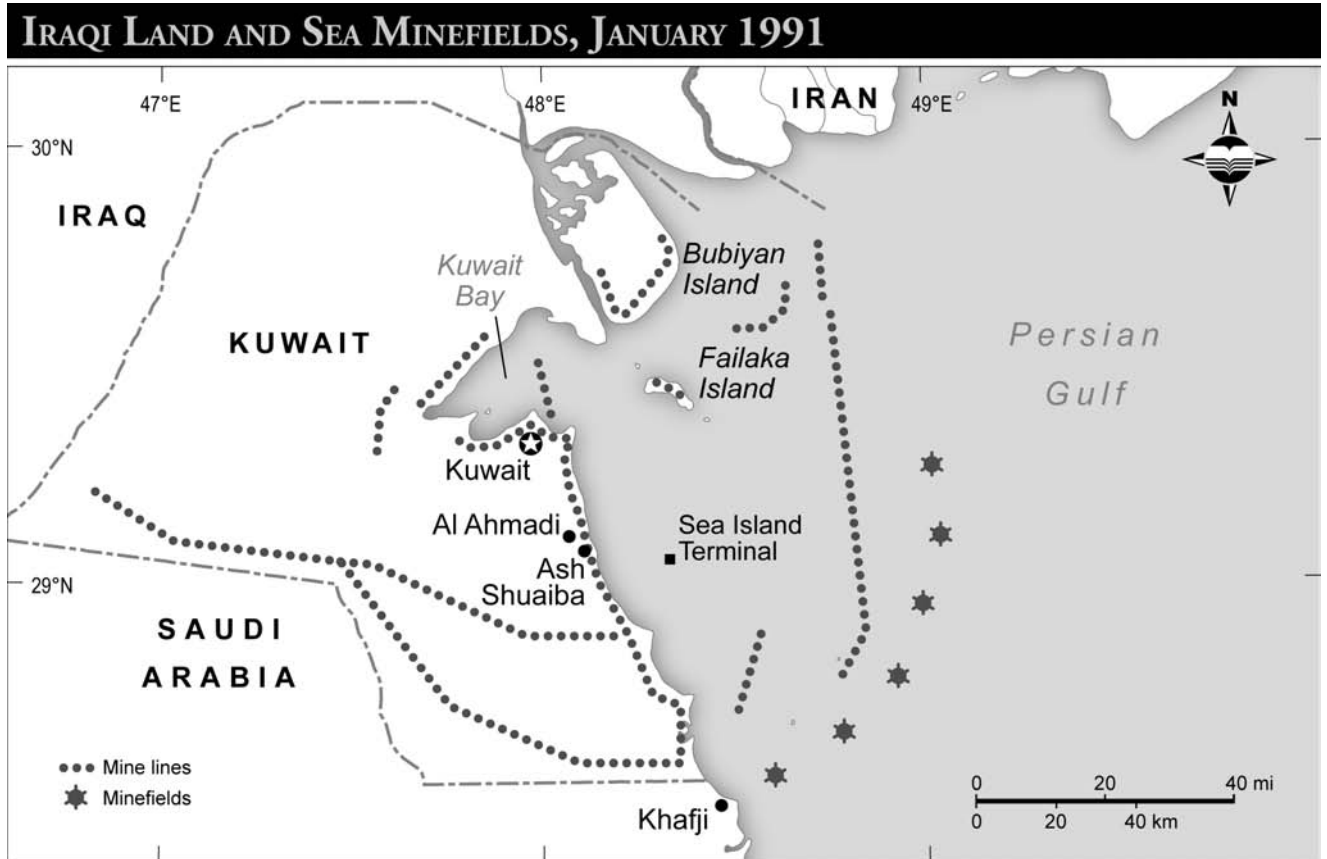 IRAQI LAND AND SEA MINEFIELDS, JANUARY 1991
47°E
48°E
IRAN
49°E
N
30°N
IRAQ
Bubiyan
Island
Kuwait
Bay
KUWAIT
Persian
Gulf
Failaka
Island
Kuwait
Al Ahmadi
Sea Island
Terminal
Ash
Shuaiba
29°N
SAUDI
ARABIA
Mine lines
Minefields
Khafji
0 20 40 mi
0 20 40 km